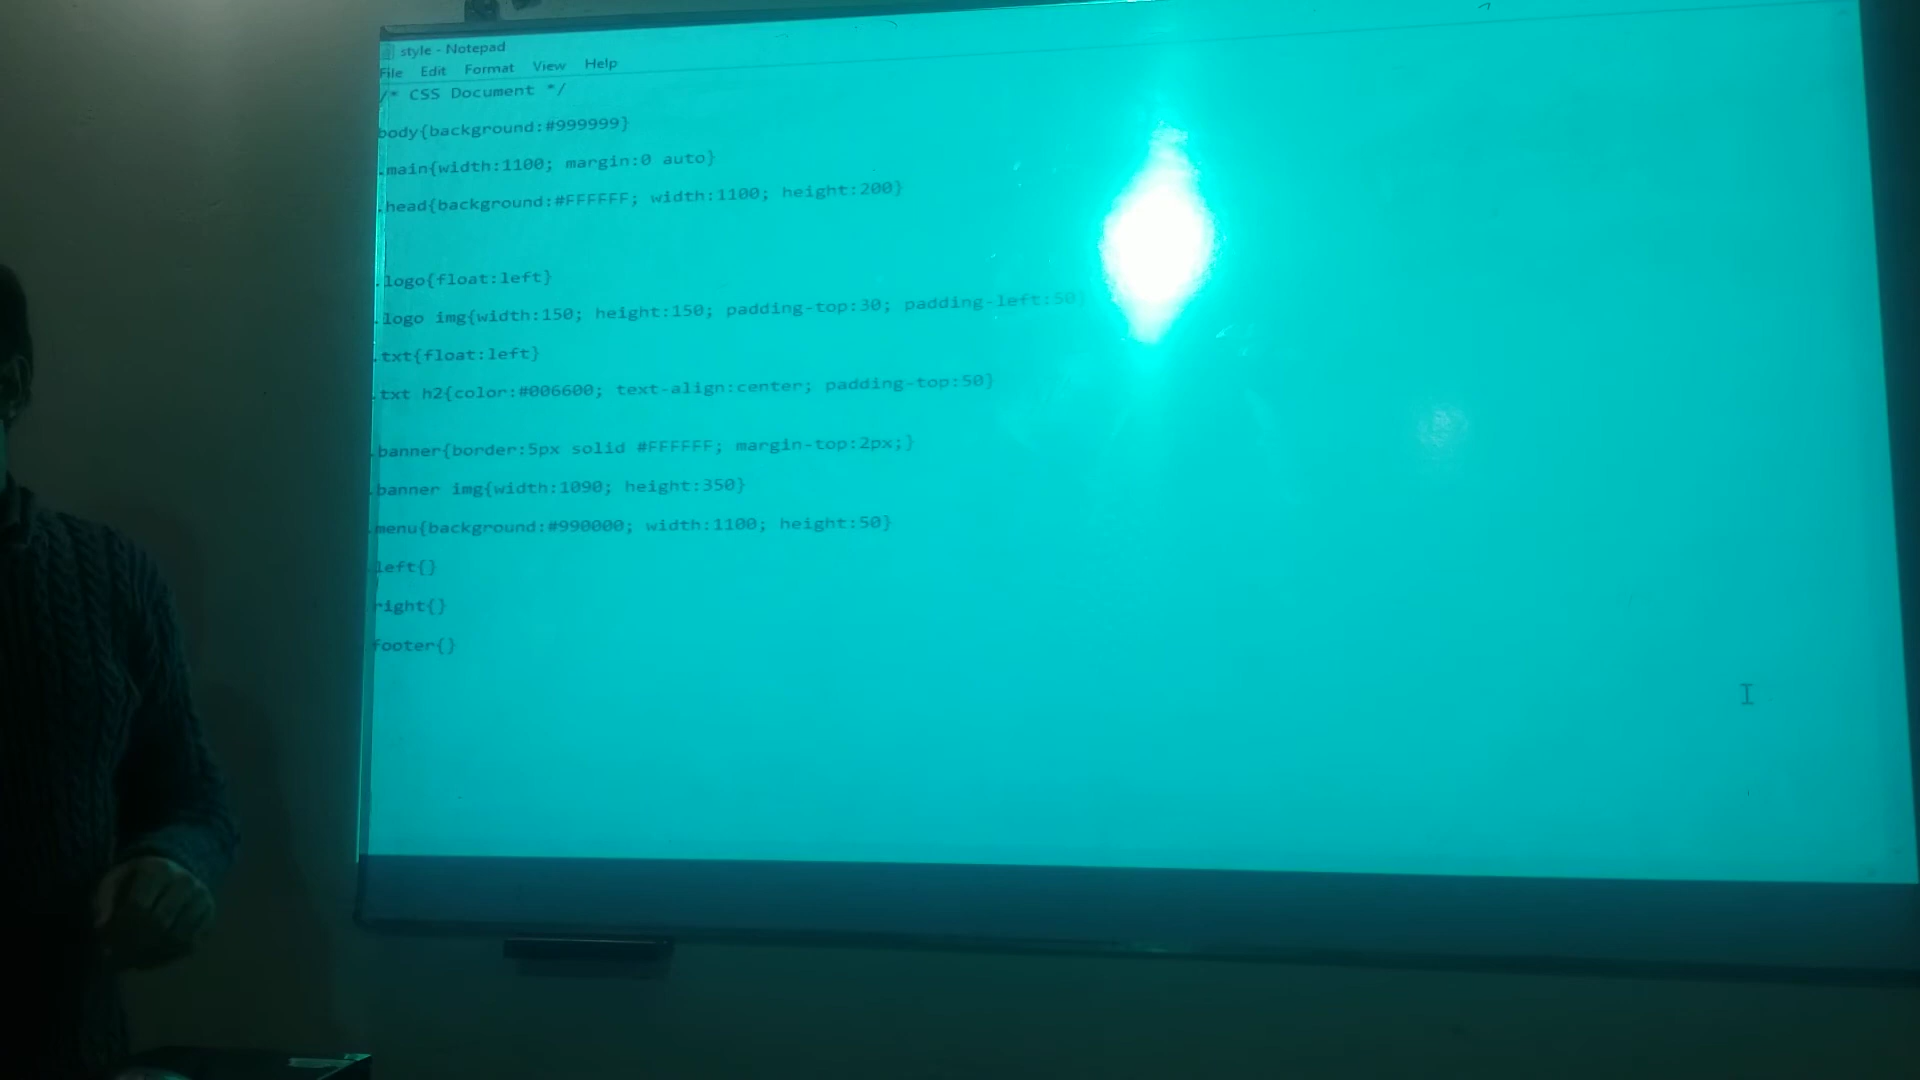 style - Notepad
File Edit Format View Help
/* CSS Document */
body{background:#999999}
.main{width:1100; margin:0 auto}
.head{background:#FFFFFF; width:1100; height:200}
.logo{float:left}
.logo img{width:150; height:150; padding-top:30; padding-left:50}
.txt{float:left}
.txt h2{color:#006600; text-align:center; padding-top:50}
.banner{border:5px solid #FFFFFF; margin-top:2px;}
.banner img{width:1090; height:350}
.menu{background:#990000; width:1100; height:50}
.left{}
.right{}
.footer{}